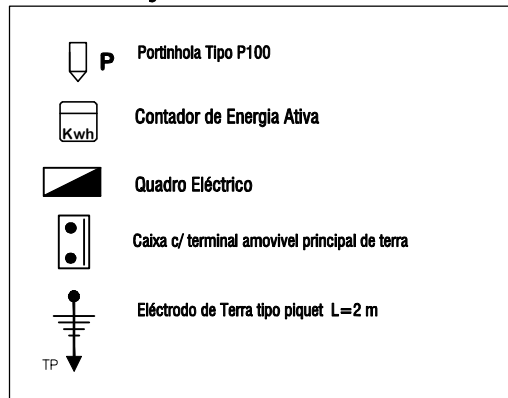 P Portinhola Tipo P100
Kwh Contador de Energia Ativa
Quadro Eléctrico
Caixa c/ terminal amovivel principal de terra
Eléctrodo de Terra tipo piquet L=2 m
TP